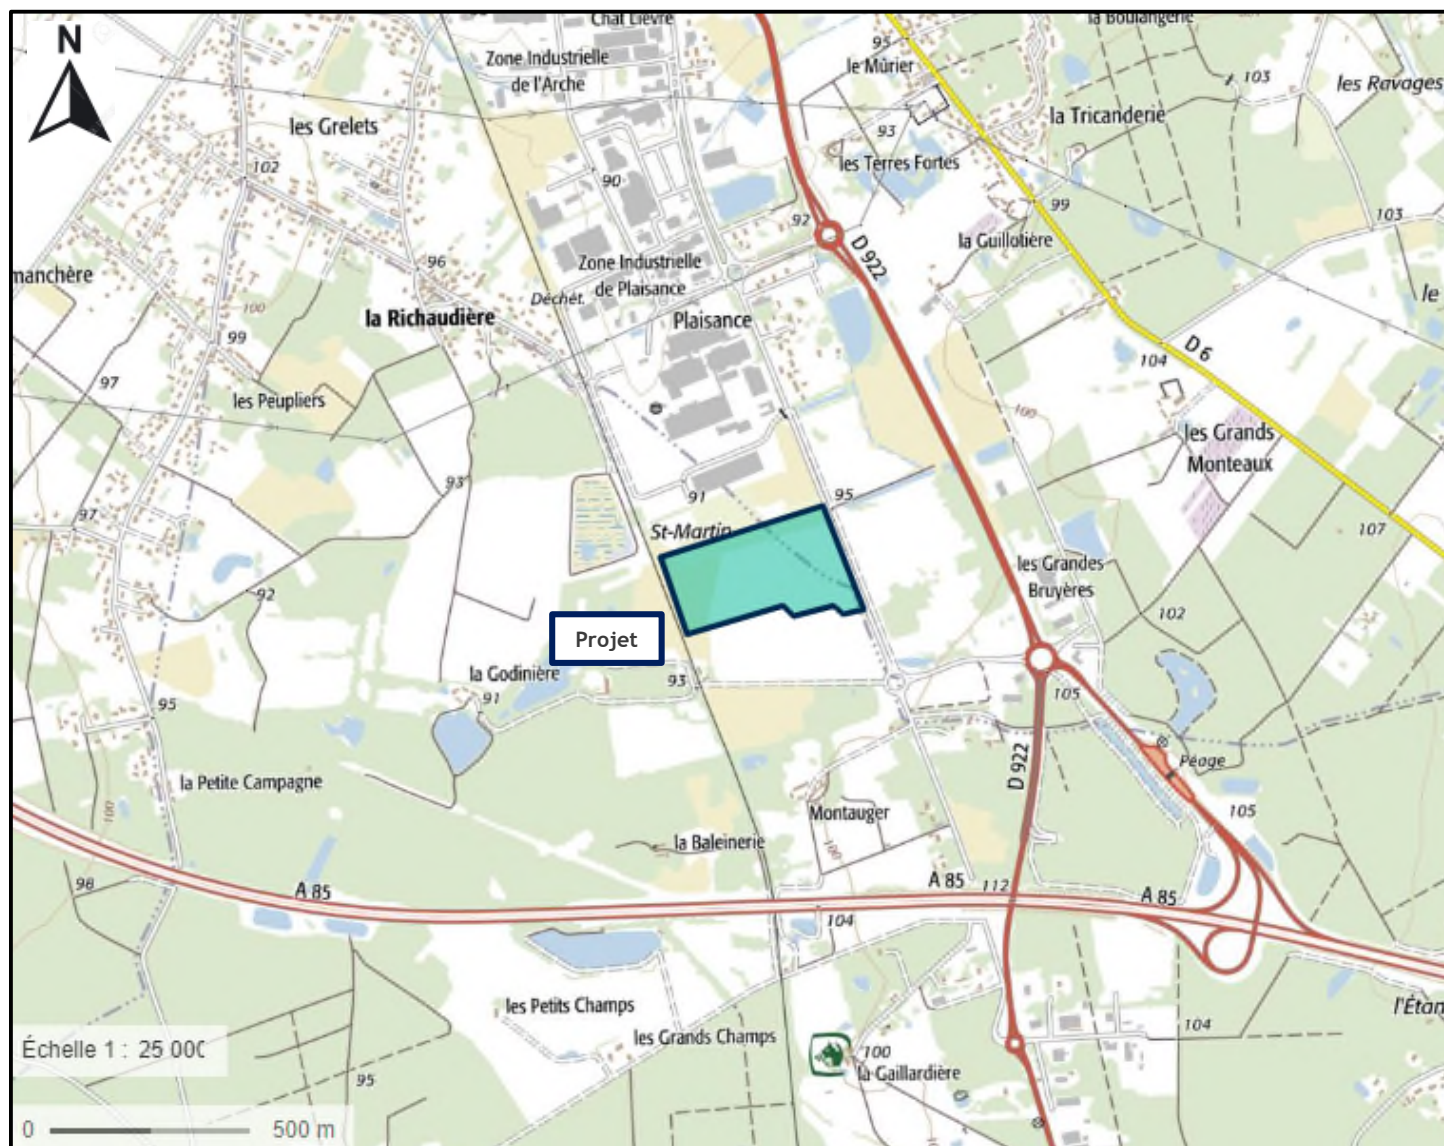 N
Chat Lièvre
la Boulangerie
Zone Industrielle
de l'Arche
95
le Mûrier
103
les Ravages
les Grelets
93
la Tricanderie
les Terres Fortes
102
90
92
99
103
D 922
la Guillotière
manchère
96
Zone Industrielle
de Plaisance
Déchèt.
100
la Richaudière
Plaisance
le
99
D 6
104
97
les Peupliers
100
les Grands
Monteaux
93
91
95
97
St-Martin
107
les Grandes
Bruyères
92
102
Projet
la Godinière
93
91
105
95
D 922
Péage
la Petite Campagne
100
Montauger
105
la Baleinerie
100
98
A 85
A 85
112
A 85
104
les Petits Champs
l'Étan
les Grands Champs
104
Échelle 1 : 25 000
100
la Gaillardière
95
0
500 m